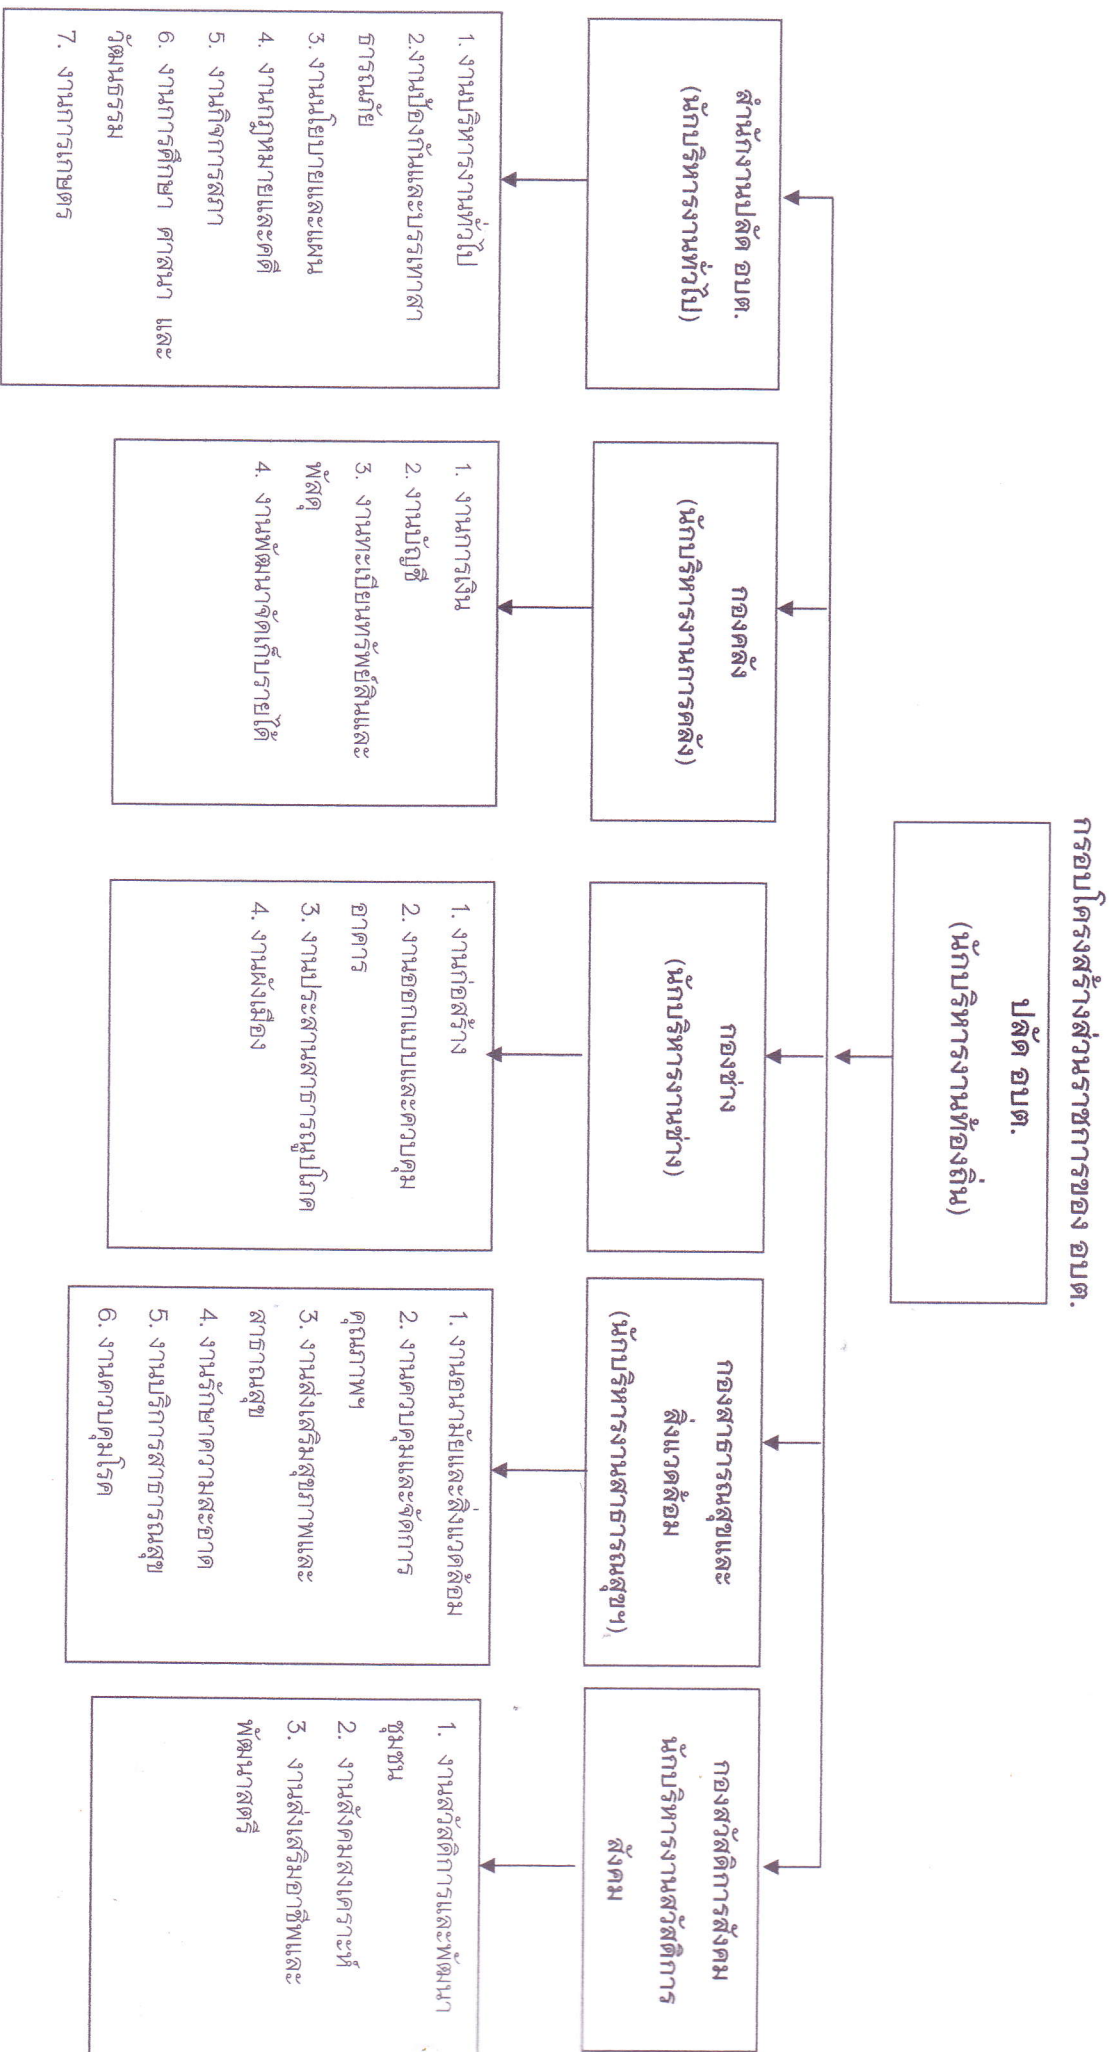 กรอบโครงสร้างส่วนราชการของ อบต.
ปลัด อบต.
(นักบริหารงานท้องถิ่น)
สำนักงานปลัด อบต.
(นักบริหารงานทั่วไป)
1. งานบริหารงานทั่วไป
2.งานป้องกันและบรรเทาสา
ธารณภัย
3. งานนโยบายและแผน
4. งานกฎหมายและคดี
5. งานกิจการสภา
6. งานการศึกษา ศาสนา และ
วัฒนธรรม
7. งานการเกษตร
กองคลัง
(นักบริหารงานการคลัง)
1. งานการเงิน
2. งานบัญชี
3. งานทะเบียนทรัพย์สินและ
พัสดุ
4. งานพัฒนาจัดเก็บรายได้
กองช่าง
(นักบริหารงานช่าง)
1. งานก่อสร้าง
2. งานออกแบบและควบคุม
อาคาร
3. งานประสานสาธารณูปโภค
4. งานผังเมือง
กองสาธารณสุขและ
สิ่งแวดล้อม
(นักบริหารงานสาธารณสุขฯ)
1. งานอนามัยและสิ่งแวดล้อม
2. งานควบคุมและจัดการ
คุณภาพฯ
3. งานส่งเสริมสุขภาพและ
สาธาณสุข
4. งานรักษาความสะอาด
5. งานบริการสาธารณสุข
6. งานควบคุมโรค
กองสวัสดิการสังคม
นักบริหารงานสวัสดิการ
สังคม
1. งานสวัสดิการและพัฒนา
ชุมชน
2. งานสังคมสงเคราะห์
3. งานส่งเสริมอาชีพและ
พัฒนาสตรี